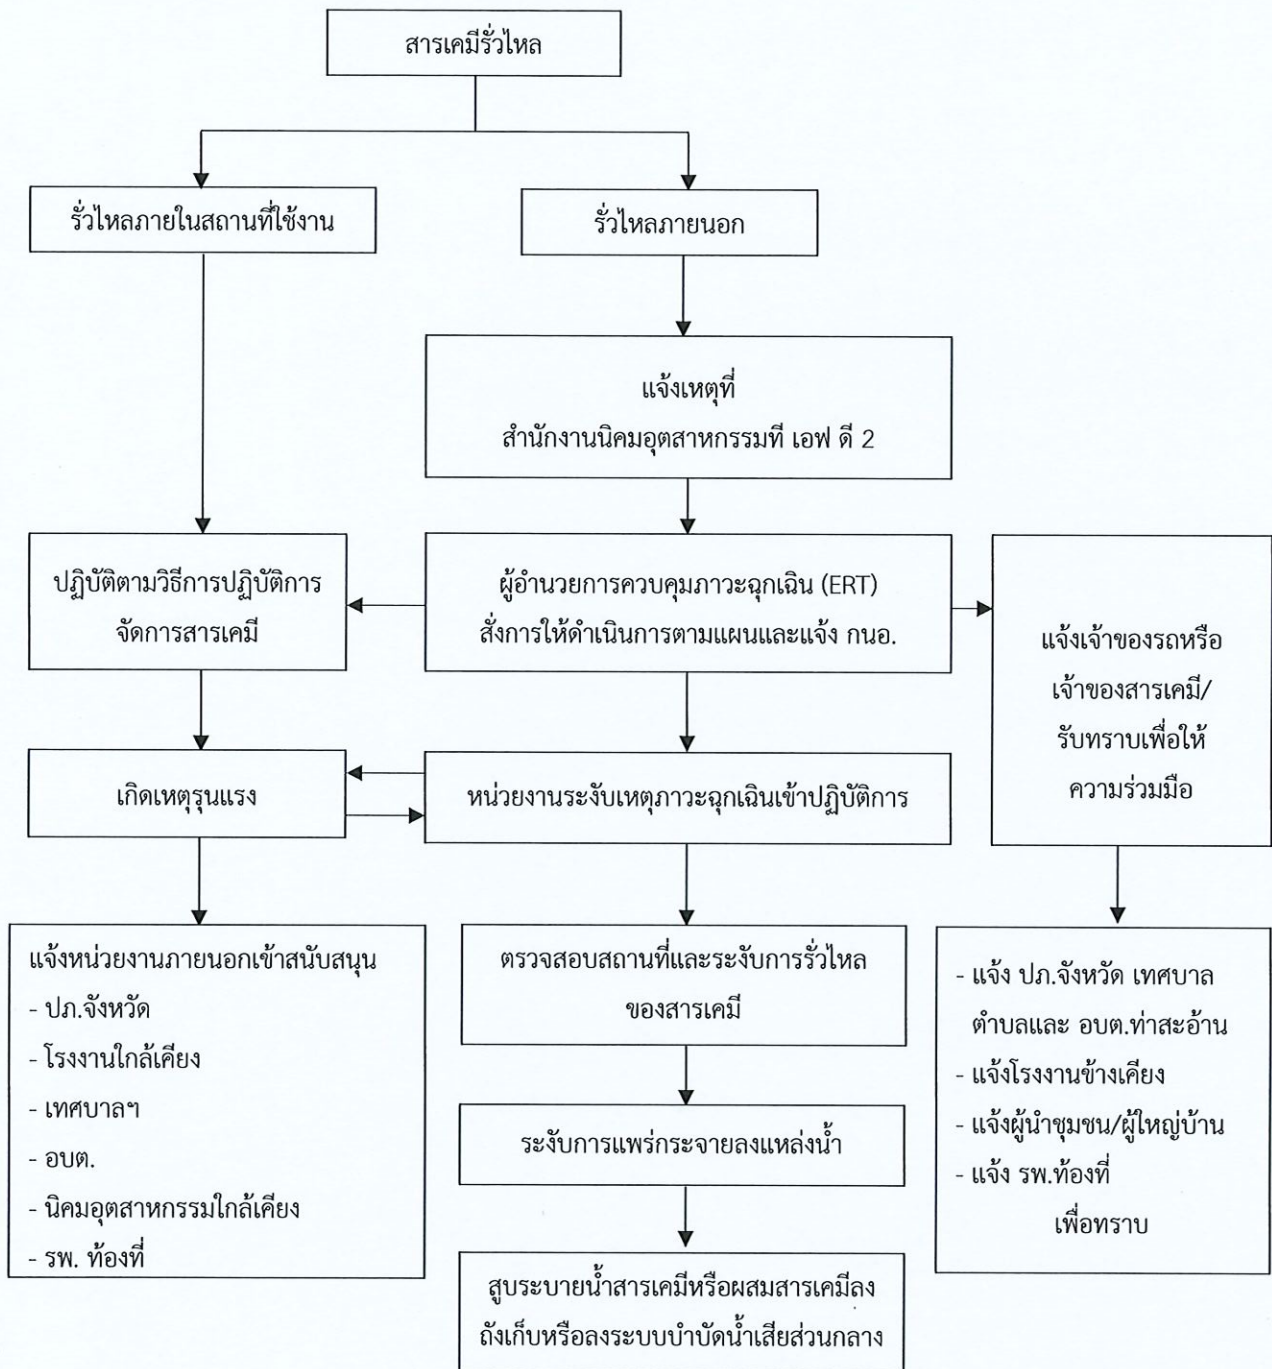 สารเคมีรั่วไหล
รั่วไหลภายในสถานที่ใช้งาน
รั่วไหลภายนอก
แจ้งเหตุที่
สำนักงานนิคมอุตสาหกรรมที เอฟ ดี 2
ปฏิบัติตามวิธีการปฏิบัติการ
จัดการสารเคมี
ผู้อำนวยการควบคุมภาวะฉุกเฉิน (ERT)
สั่งการให้ดำเนินการตามแผนและแจ้ง กนอ.
แจ้งเจ้าของรถหรือ
เจ้าของสารเคมี/
รับทราบเพื่อให้
ความร่วมมือ
เกิดเหตุรุนแรง
หน่วยงานระงับเหตุภาวะฉุกเฉินเข้าปฏิบัติการ
แจ้งหน่วยงานภายนอกเข้าสนับสนุน
- ปภ.จังหวัด
- โรงงานใกล้เคียง
- เทศบาลฯ
- อบต.
- นิคมอุตสาหกรรมใกล้เคียง
- รพ. ท้องที่
ตรวจสอบสถานที่และระงับการรั่วไหล
ของสารเคมี
ระงับการแพร่กระจายลงแหล่งน้ำ
สูบระบายน้ำสารเคมีหรือผสมสารเคมีลง
ถังเก็บหรือลงระบบบำบัดน้ำเสียส่วนกลาง
- แจ้ง ปภ.จังหวัด เทศบาล
ตำบลและ อบต.ท่าสะอ้าน
- แจ้งโรงงานข้างเคียง
- แจ้งผู้นำชุมชน/ผู้ใหญ่บ้าน
- แจ้ง รพ.ท้องที่
เพื่อทราบ